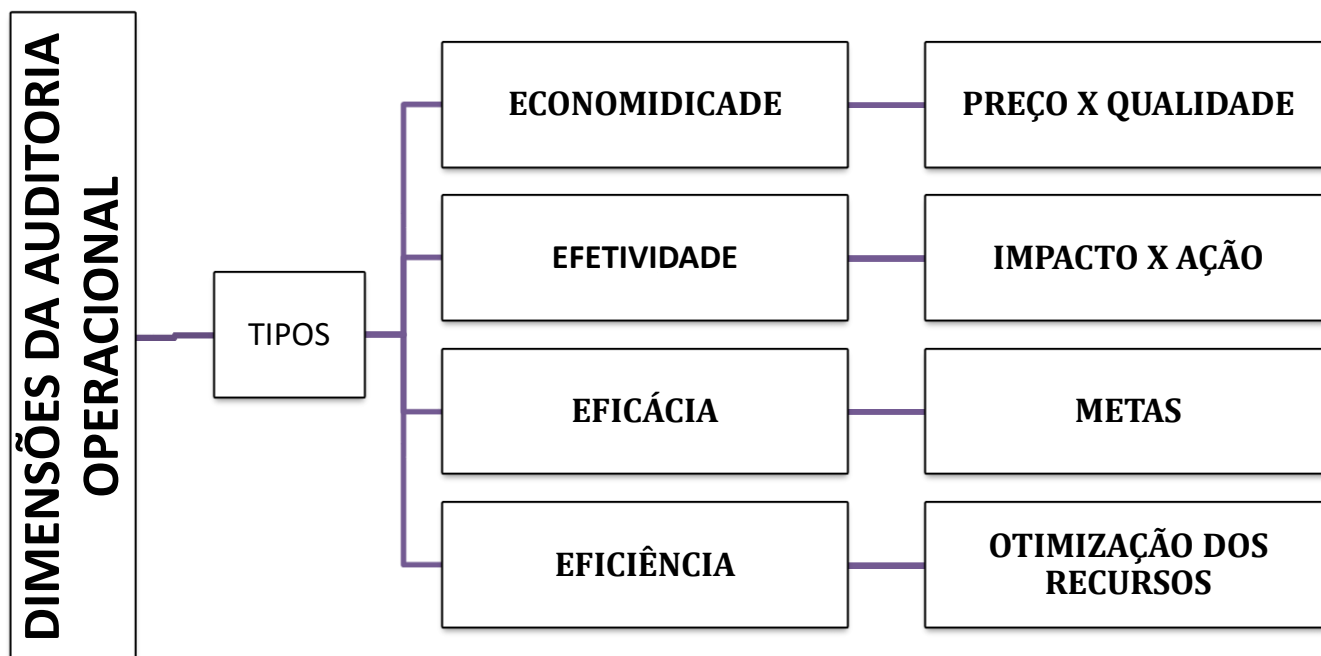 DIMENSÕES DA AUDITORIA
OPERACIONAL
TIPOS
ECONOMIDICADE
PREÇO X QUALIDADE
EFETIVIDADE
IMPACTO X AÇÃO
EFICÁCIA
METAS
EFICIÊNCIA
OTIMIZAÇÃO DOS
RECURSOS